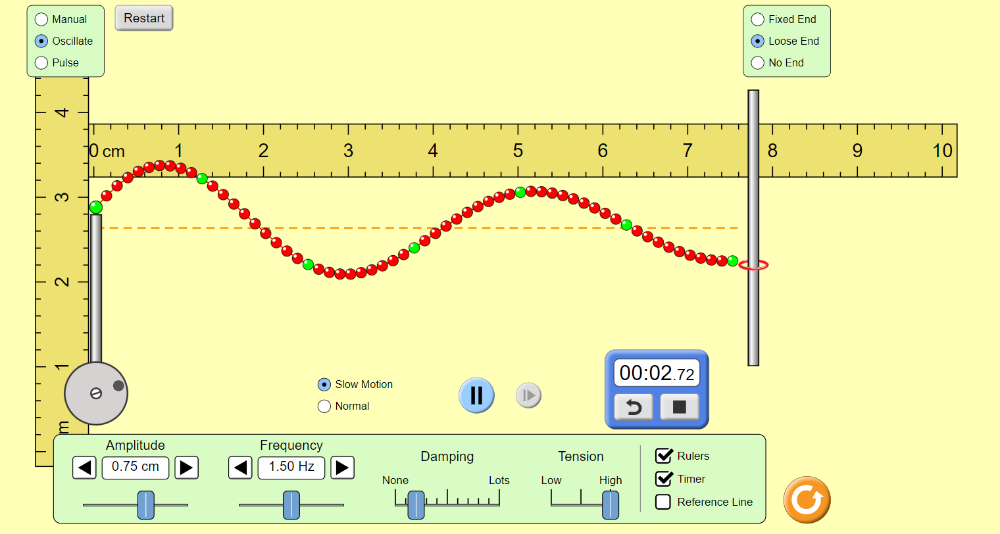 Manual
Oscillate
Pulse
Restart
Fixed End
Loose End
No End
4
3
2
1
m
0 cm 1 2 3 4 5 6 7 8 9 10
Slow Motion
Normal
00:02.72
Amplitude
0.75 cm
Frequency
1.50 Hz
Damping
None Lots
Tension
Low High
Rulers
Timer
Reference Line